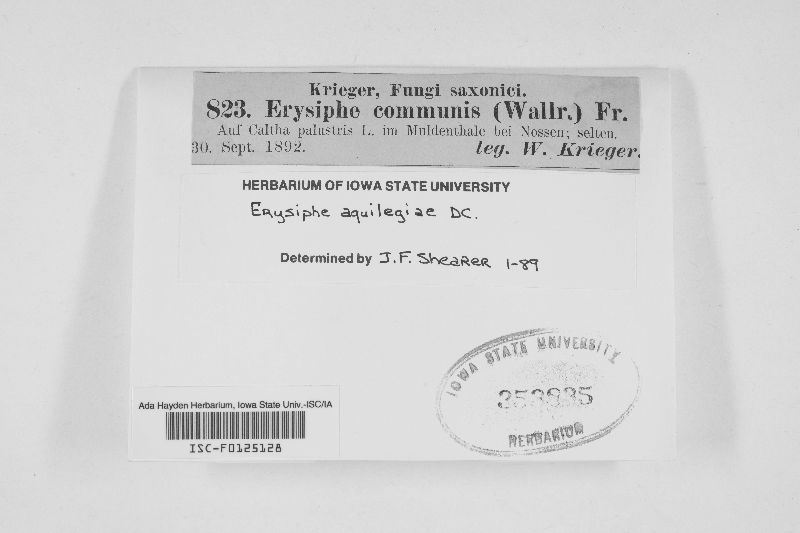 Krieger, Fungi saxonici.
823. Erysiphe communis (Wallr.) Fr.
Auf Caltha palustris L. im Muldenthale bei Nossen; selten.
30. Sept. 1892. leg. W. Krieger.
HERBARIUM OF IOWA STATE UNIVERSITY
Erysiphe aquilegiae DC.
Determined by J.F. Shearer 1-89
IOWA STATE UNIVERSITY
353835
HERBARIUM
Ada Hayden Herbarium, Iowa State Univ.-ISC/IA
ISC-F0125128